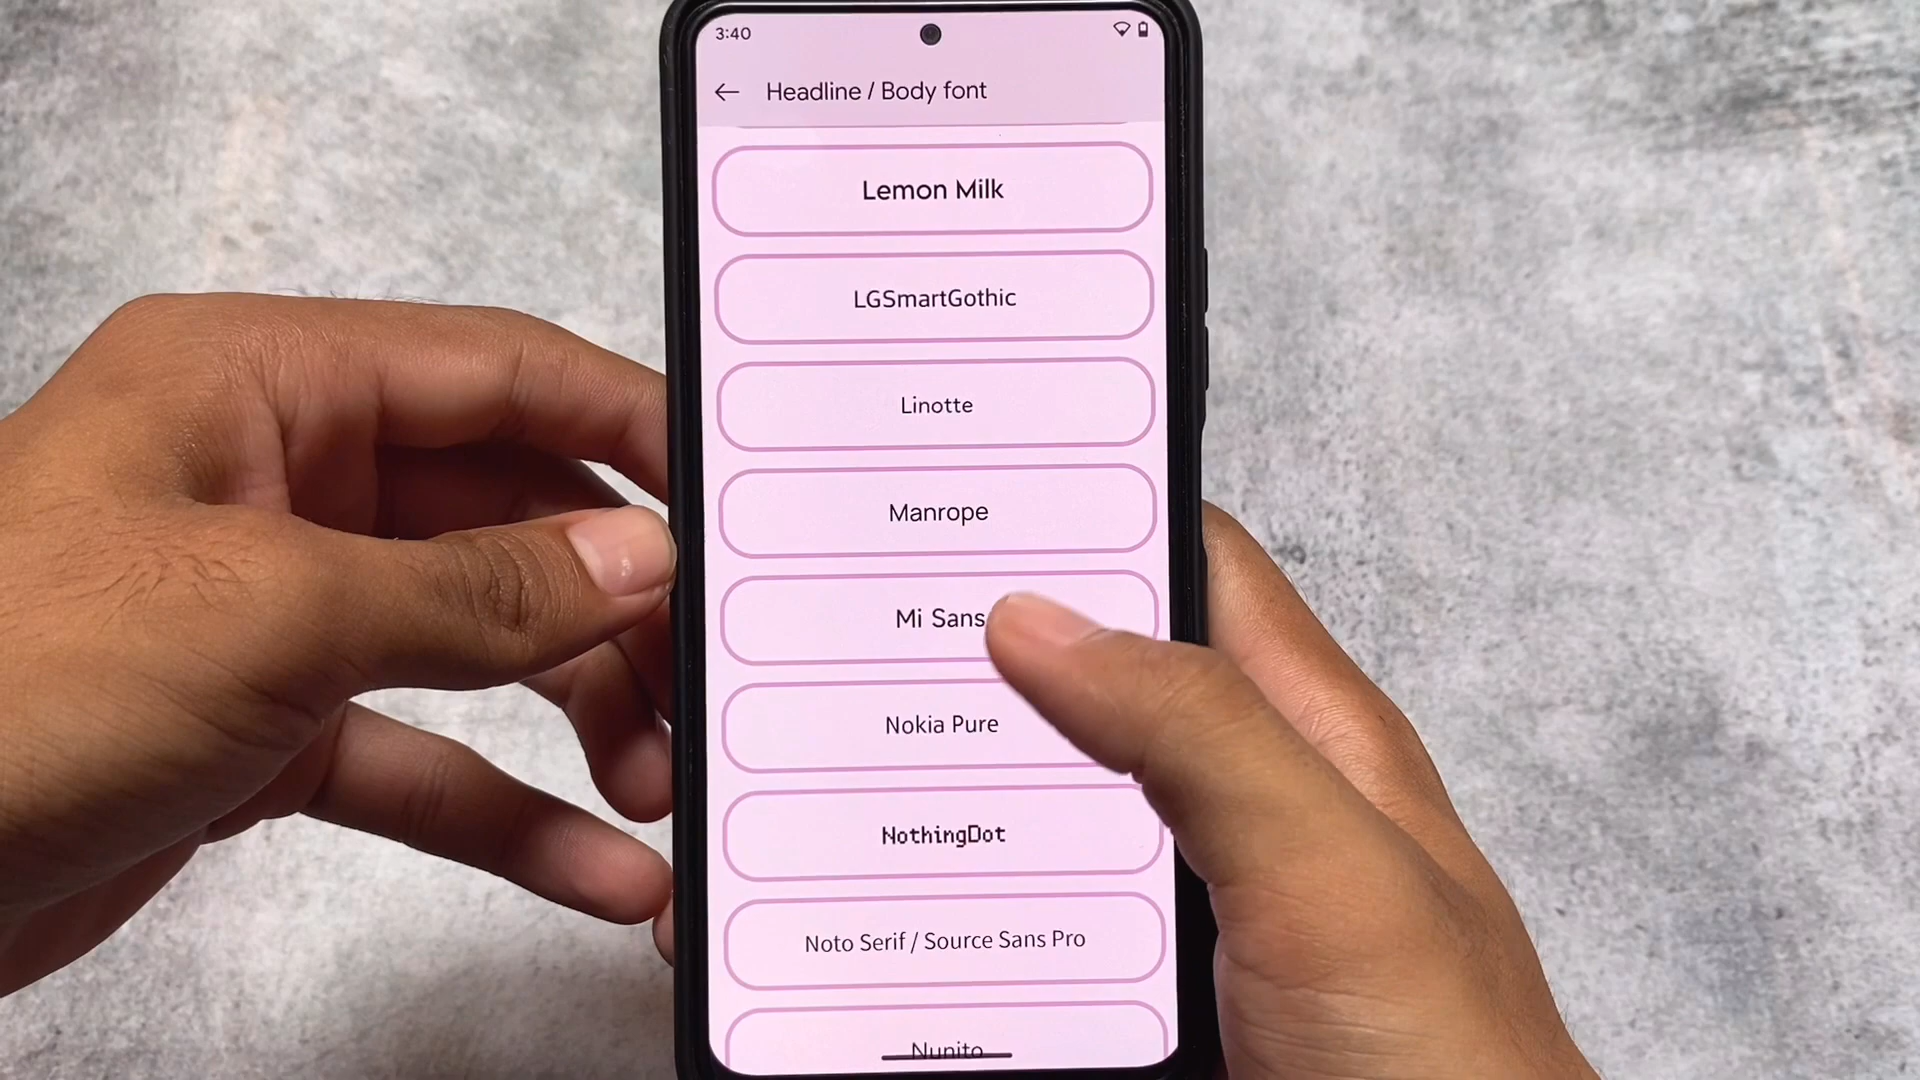 3:40
Headline / Body font
Lemon Milk
LGSmartGothic
Linotte
Manrope
Mi Sans
Nokia Pure
NothingDot
Noto Serif / Source Sans Pro
Nunito